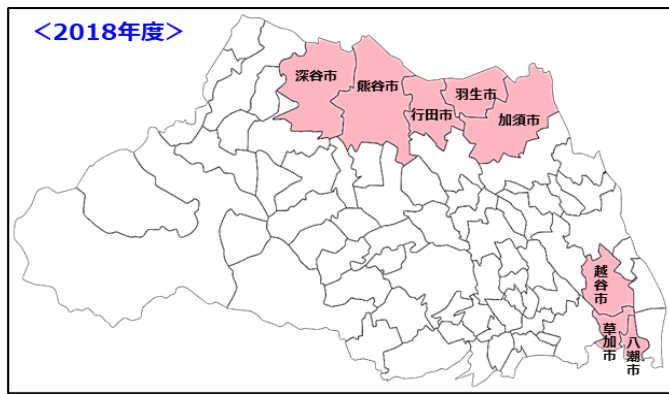 <2018年度>
深谷市
熊谷市
行田市
羽生市
加須市
越谷市
草加市
八潮市